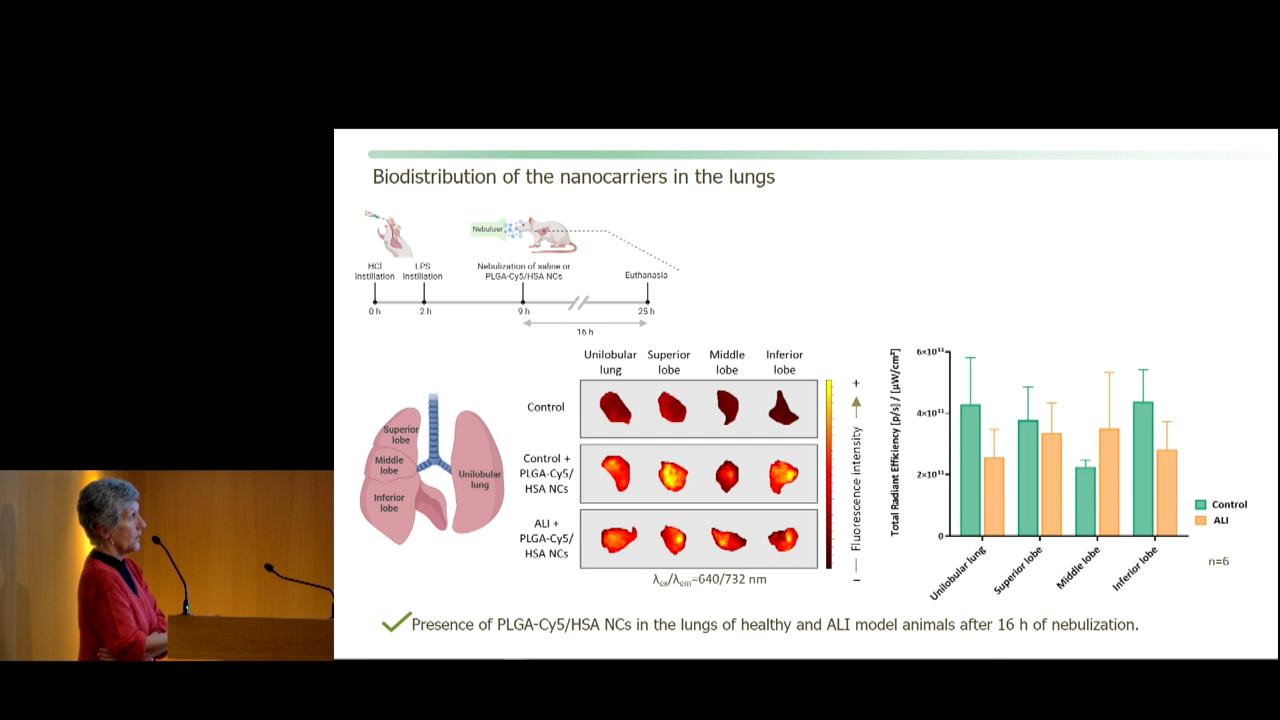 Biodistribution of the nanocarriers in the lungs
Nebulizer
HCl
Instillation
LPS
Instillation
Nebulization of saline or
PLGA-Cy5/HSA NCs
Euthanasia
0 h
2 h
9 h
25 h
16 h
Unilobular
lung
Superior
lobe
Middle
lobe
Inferior
lobe
Control
Control +
PLGA-Cy5/
HSA NCs
ALI +
PLGA-Cy5/
HSA NCs
λex/λem=640/732 nm
Superior
lobe
Middle
lobe
Inferior
lobe
Unilobular
lung
+
Fluorescence intensity
−
Total Radiant Efficiency [p/s] / [µW/cm²]
6×10¹¹
4×10¹¹
2×10¹¹
0
Unilobular lung
Superior lobe
Middle lobe
Inferior lobe
Control
ALI
n=6
Presence of PLGA-Cy5/HSA NCs in the lungs of healthy and ALI model animals after 16 h of nebulization.